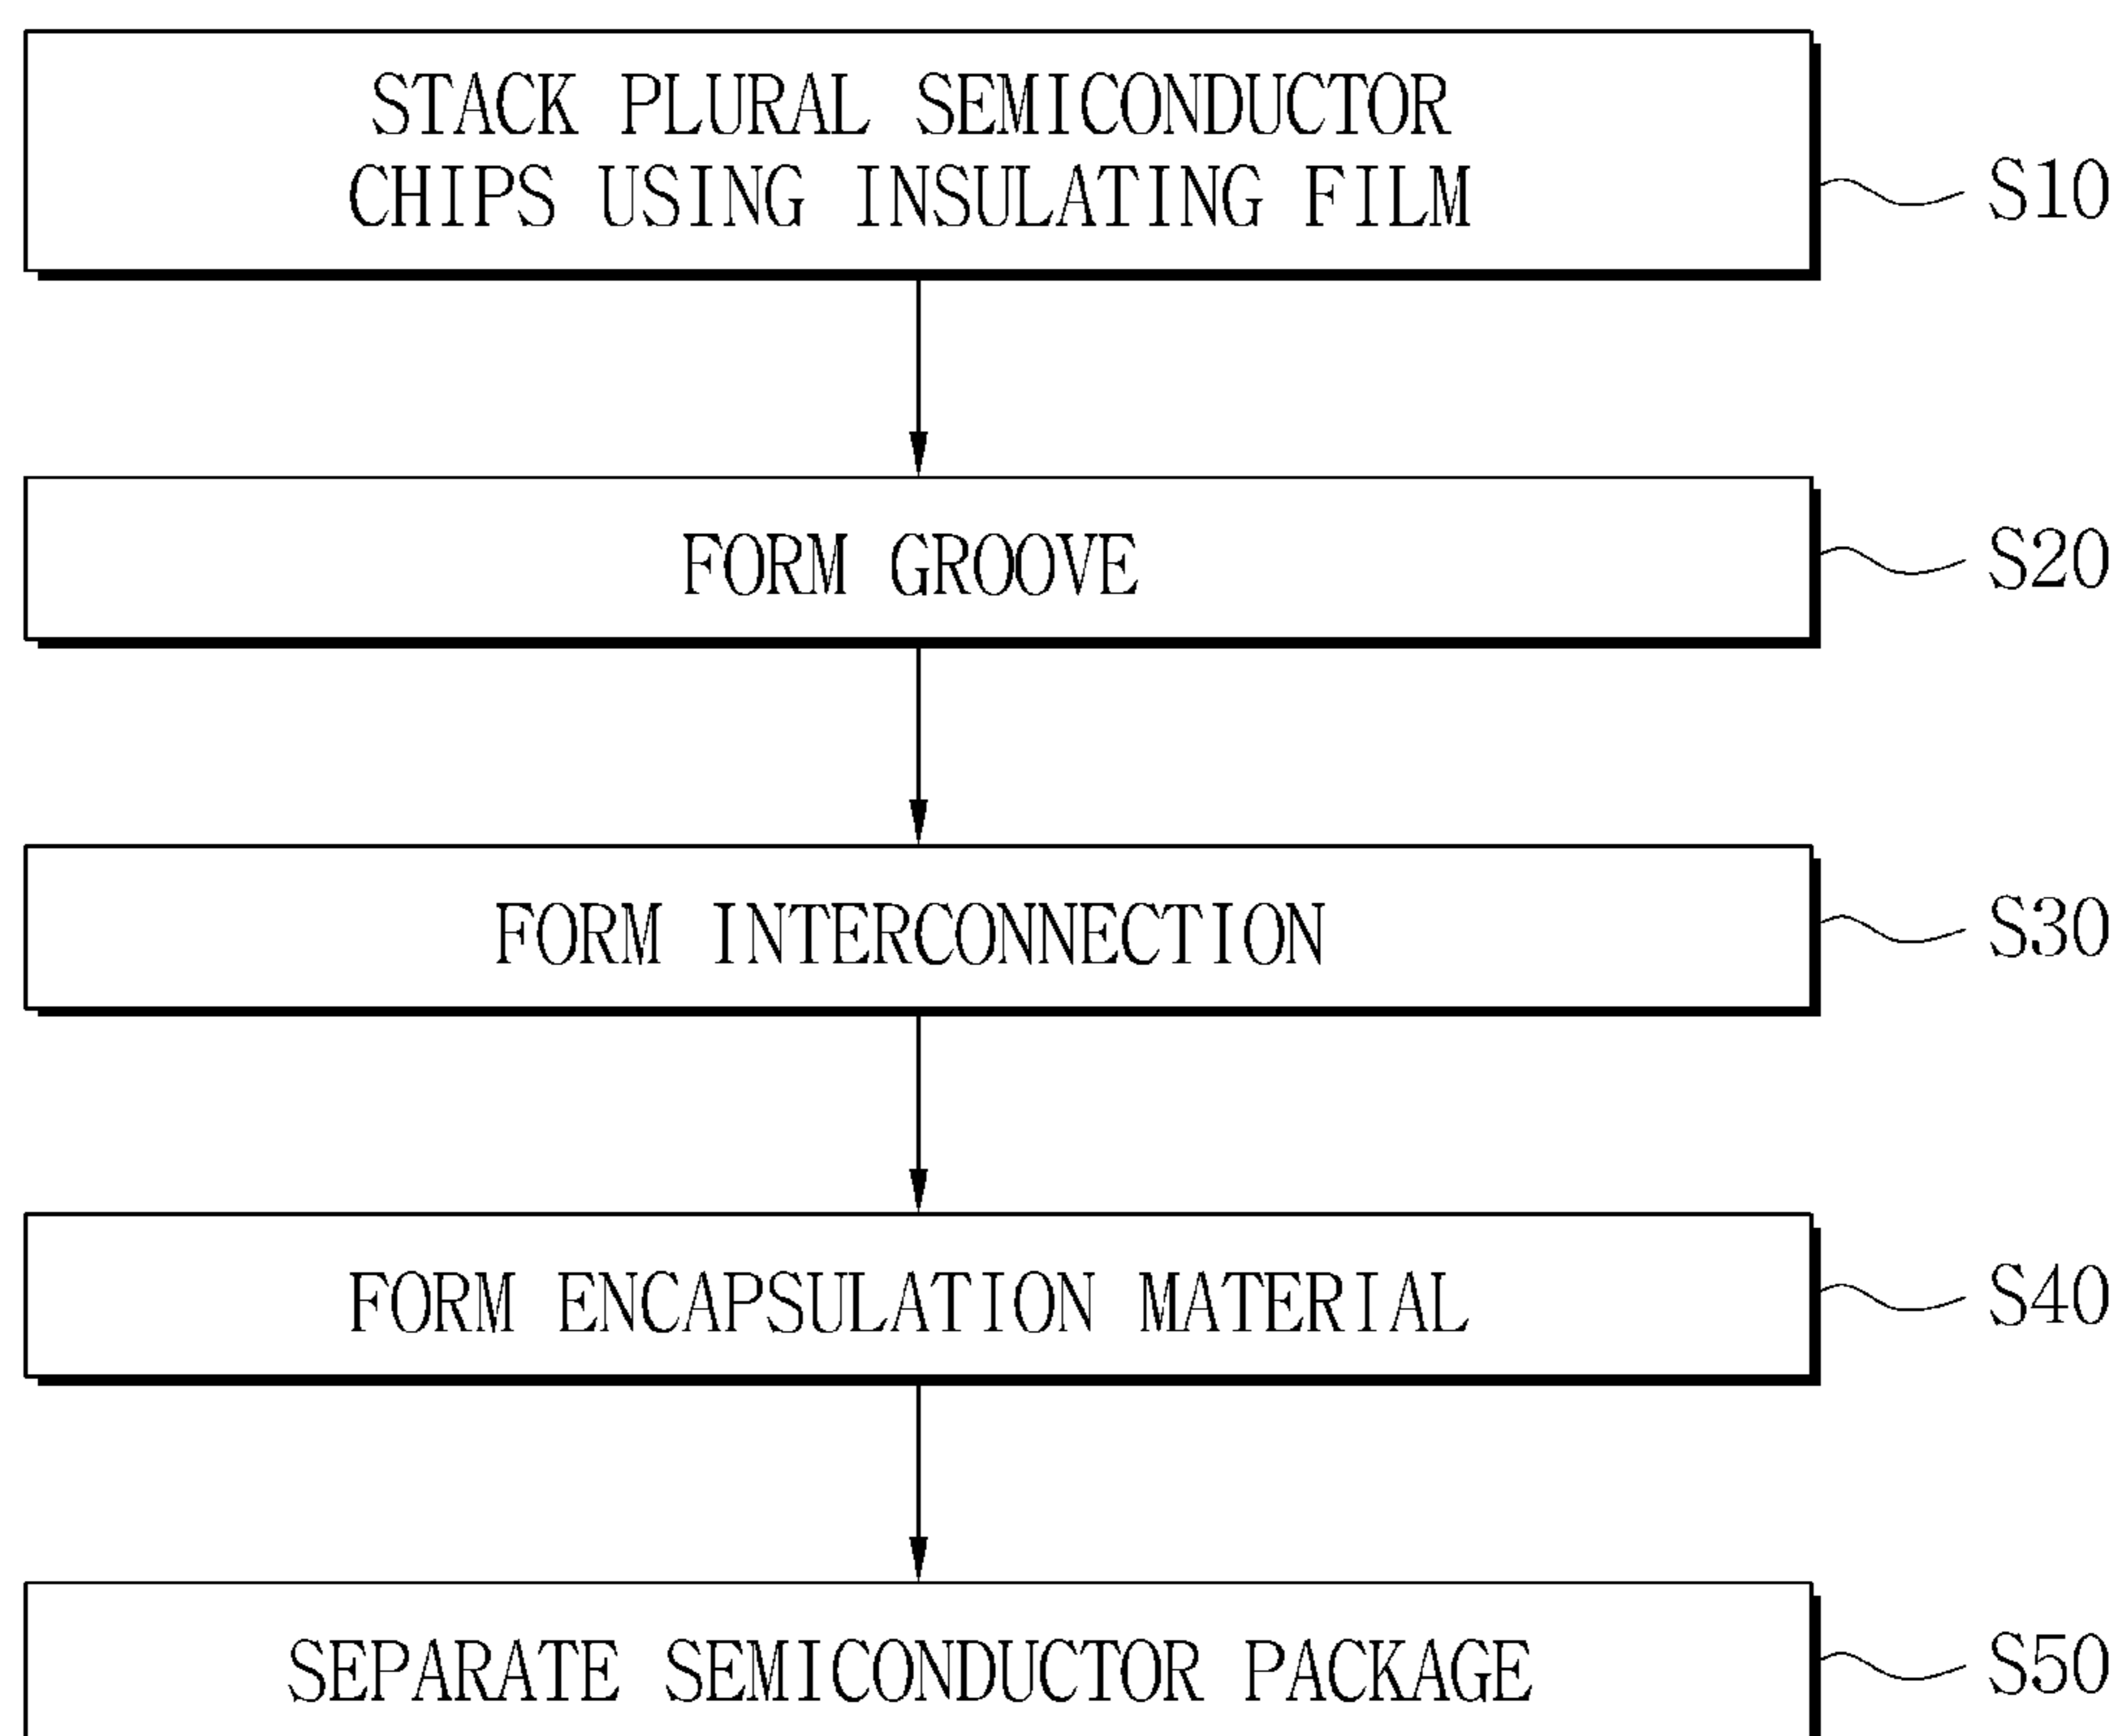 STACK PLURAL SEMICONDUCTOR
CHIPS USING INSULATING FILM
S10
FORM GROOVE
S20
FORM INTERCONNECTION
S30
FORM ENCAPSULATION MATERIAL
S40
SEPARATE SEMICONDUCTOR PACKAGE
S50